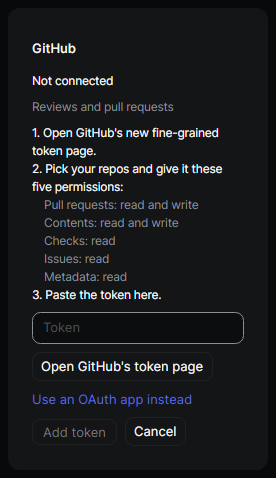 GitHub
Not connected
Reviews and pull requests
1. Open GitHub's new fine-grained
token page.
2. Pick your repos and give it these
five permissions:
Pull requests: read and write
Contents: read and write
Checks: read
Issues: read
Metadata: read
3. Paste the token here.
Token
Open GitHub's token page
Use an OAuth app instead
Add token
Cancel